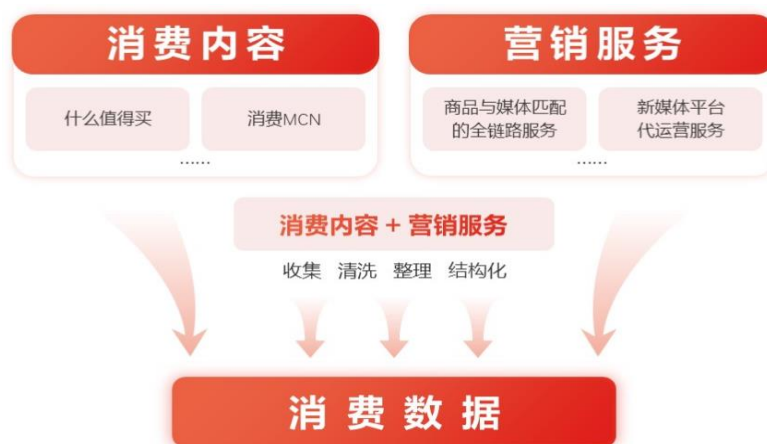 消费内容
营销服务
什么值得买
消费MCN
商品与媒体匹配
的全链路服务
新媒体平台
代运营服务
……
……
消费内容 + 营销服务
收集 清洗 整理 结构化
消费数据